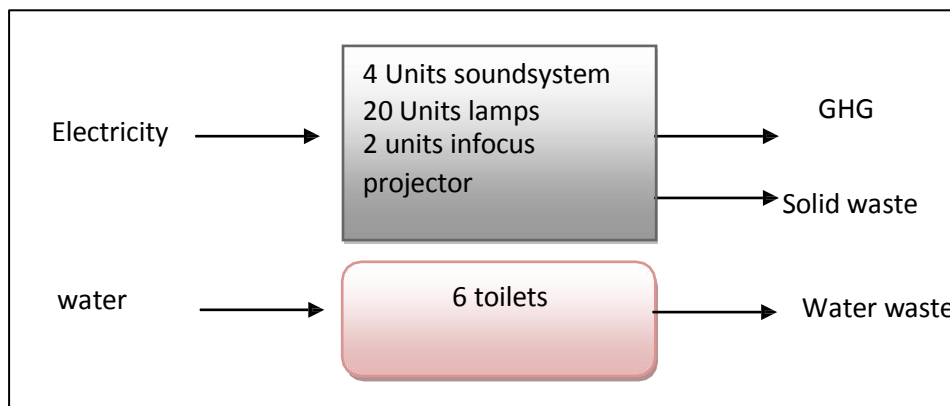 Electricity
4 Units soundsystem
20 Units lamps
2 units infocus
projector
GHG
Solid waste
water
6 toilets
Water waste